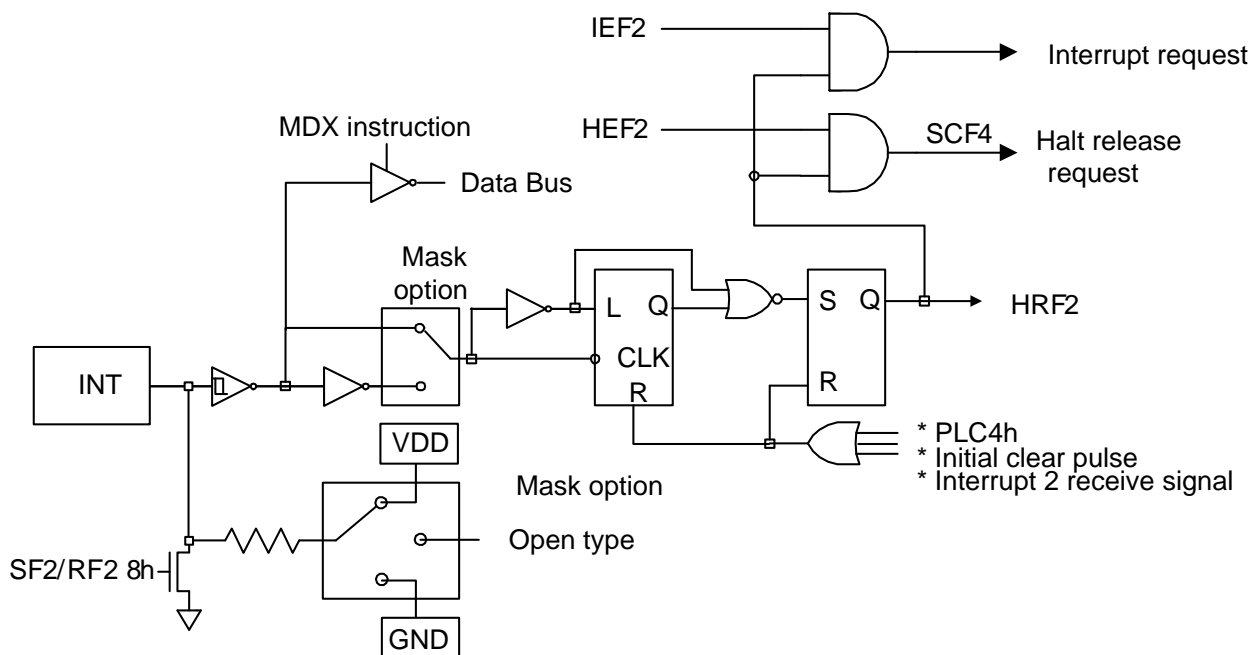 IEF2
Interrupt request
MDX instruction
HEF2
SCF4
Halt release
request
Data Bus
Mask
option
L
Q
S
Q
HRF2
CLK
INT
R
R
* PLC4h
* Initial clear pulse
* Interrupt 2 receive signal
VDD
Mask option
Open type
SF2/RF2 8h
GND